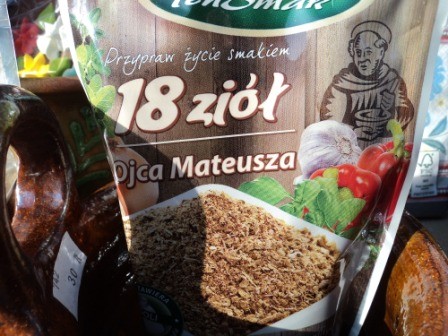 Przypraw życie smakiem
18 ziół
Ojca Mateusza